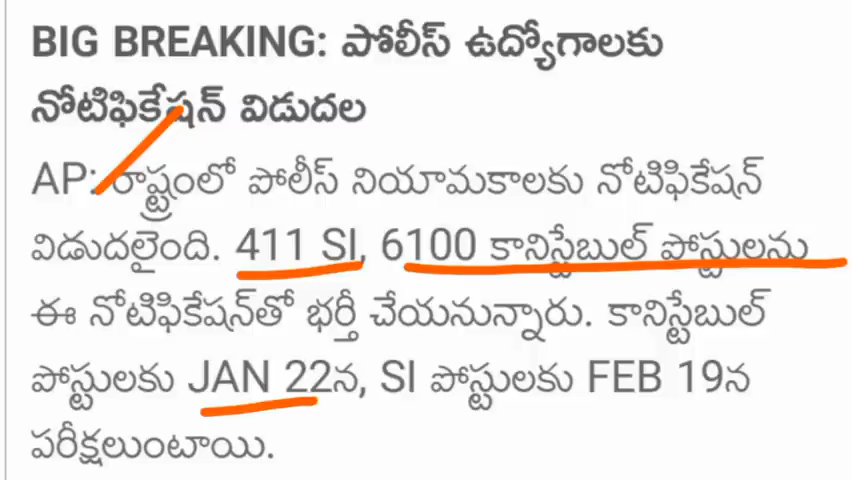 BIG BREAKING: పోలీస్ ఉద్యోగాలకు
నోటిఫికేషన్ విడుదల
AP: రాష్ట్రంలో పోలీస్ నియామకాలకు నోటిఫికేషన్
విడుదలైంది. 411 SI, 6100 కానిస్టేబుల్ పోస్టులను
ఈ నోటిఫికేషన్‌తో భర్తీ చేయనున్నారు. కానిస్టేబుల్
పోస్టులకు JAN 22న, SI పోస్టులకు FEB 19న
పరీక్షలుంటాయి.